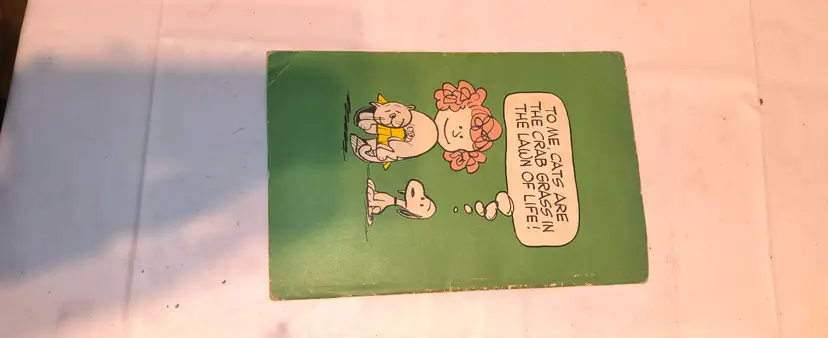 TO ME, CATS ARE
THE CRAB GRASS IN
THE LAWN OF LIFE!